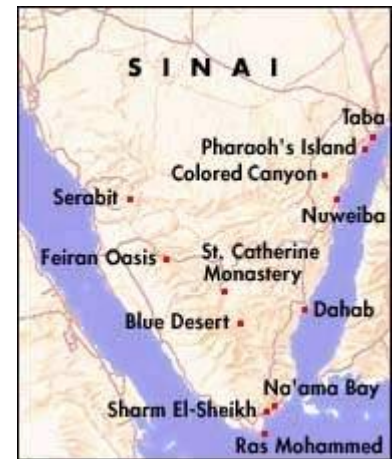 SINAI
Taba
Pharaoh's Island
Colored Canyon
Serabit
Nuweiba
St. Catherine
Monastery
Feiran Oasis
Dahab
Blue Desert
Na'ama Bay
Sharm El-Sheikh
Ras Mohammed